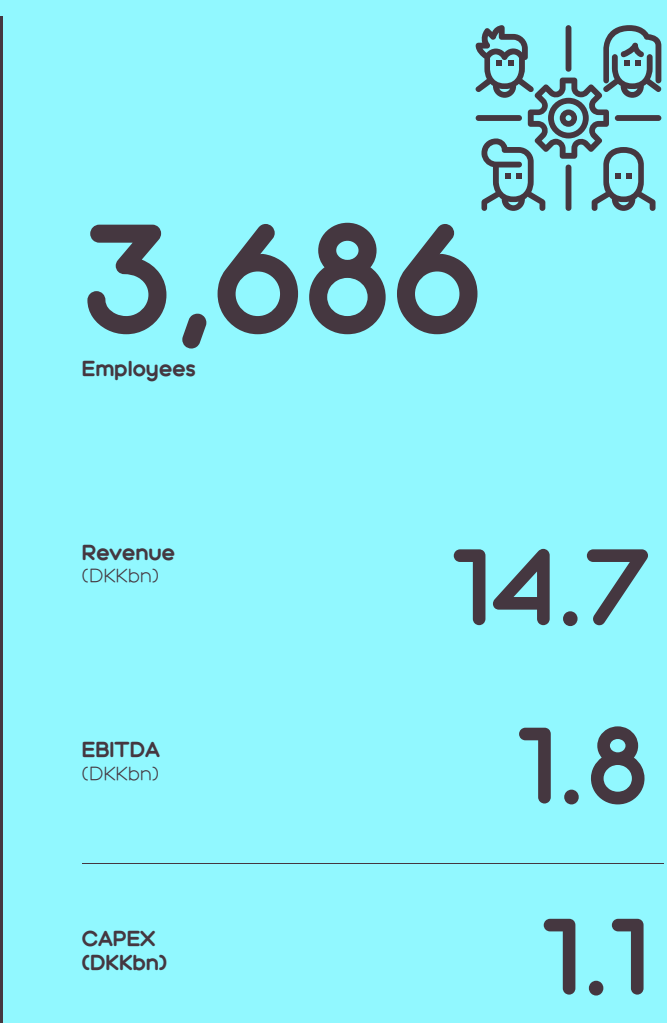 3,686
Employees
Revenue
(DKKbn)
14.7
EBITDA
(DKKbn)
1.8
CAPEX
(DKKbn)
1.1